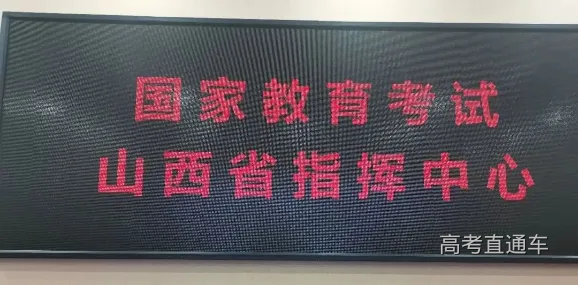 国家教育考试
山西省指挥中心
高考直通车